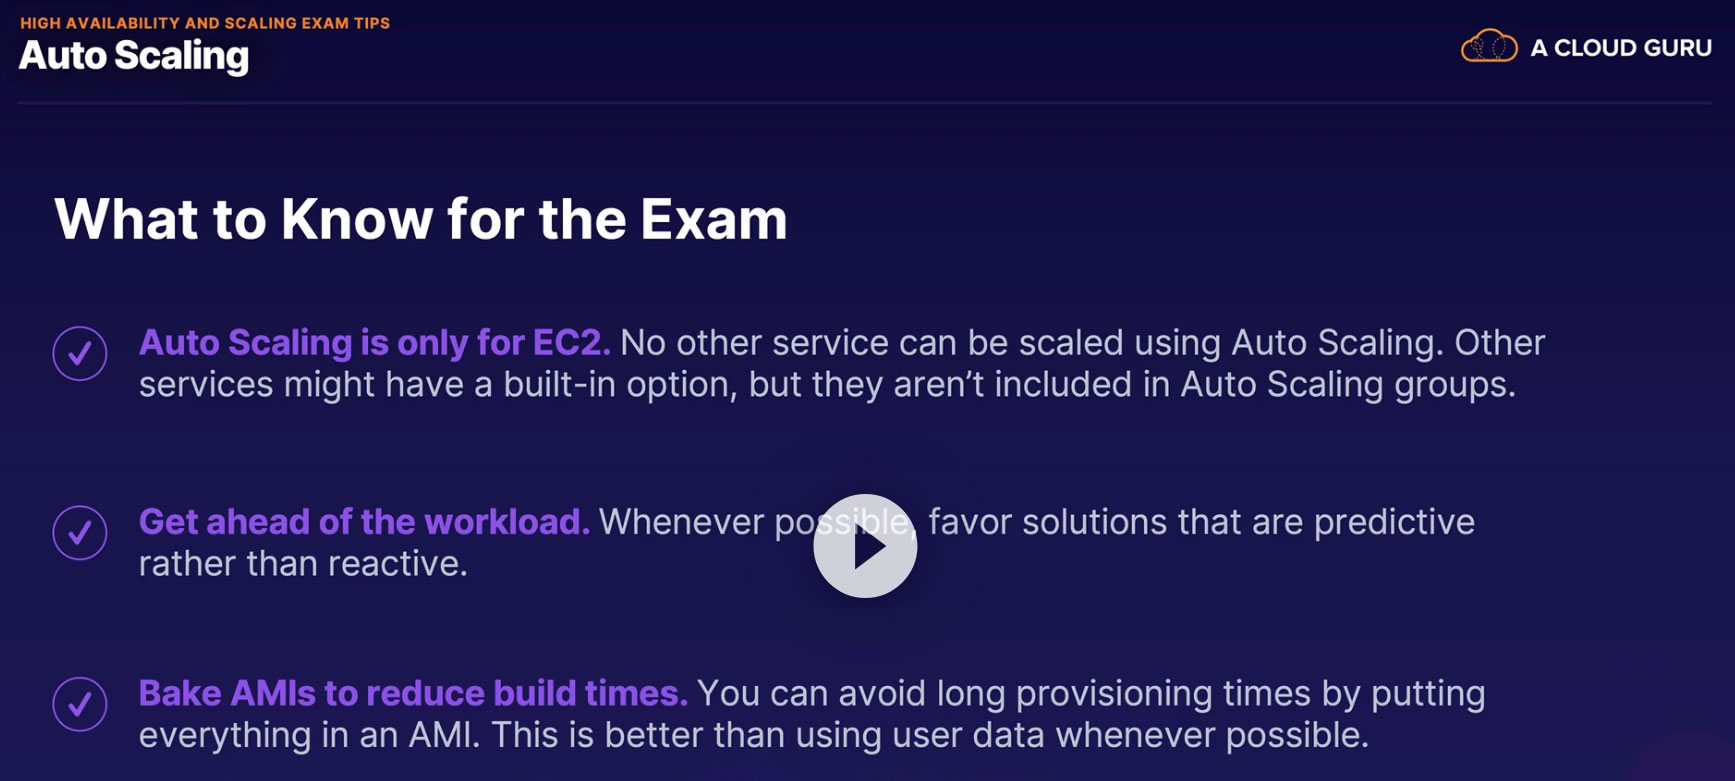 HIGH AVAILABILITY AND SCALING EXAM TIPS
Auto Scaling
A CLOUD GURU
What to Know for the Exam
Auto Scaling is only for EC2. No other service can be scaled using Auto Scaling. Other
services might have a built-in option, but they aren’t included in Auto Scaling groups.
Get ahead of the workload. Whenever possible, favor solutions that are predictive
rather than reactive.
Bake AMIs to reduce build times. You can avoid long provisioning times by putting
everything in an AMI. This is better than using user data whenever possible.